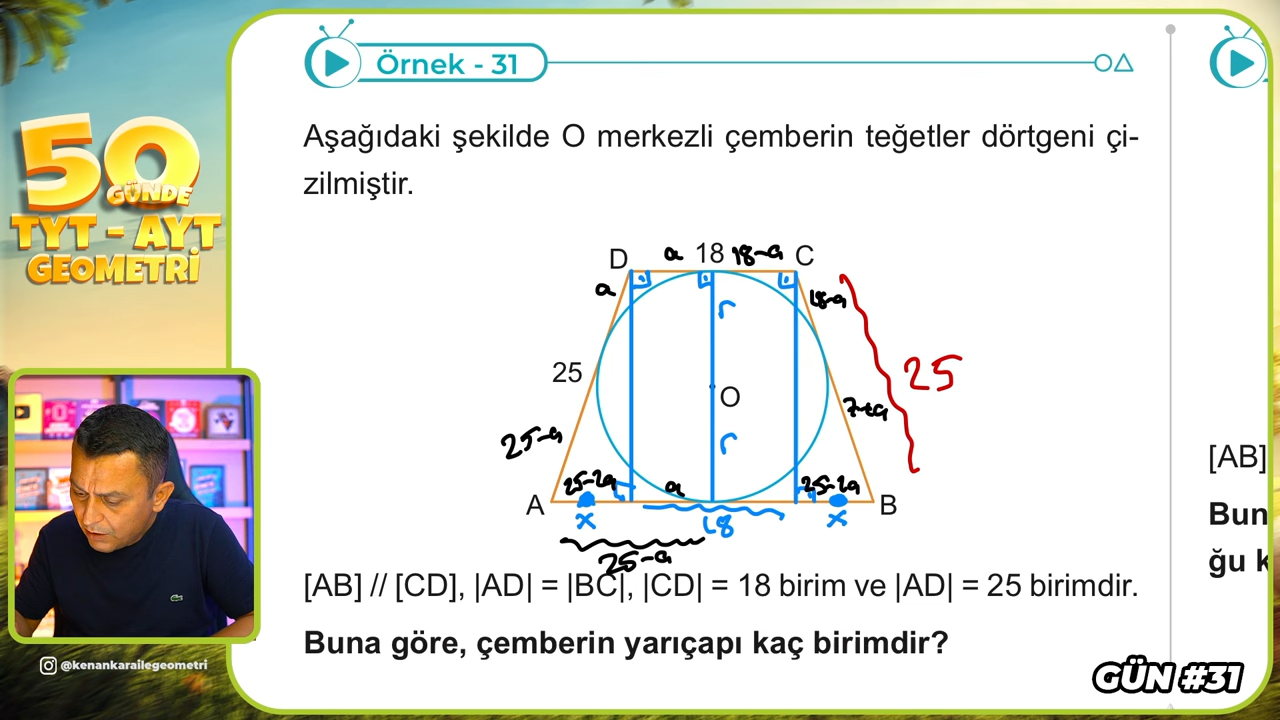 Örnek - 31
Aşağıdaki şekilde O merkezli çemberin teğetler dörtgeni çi-
zilmiştir.
50
GÜNDE
TYT - AYT
GEOMETRİ
D a 18 18-a C
a 18-a
r
25 25
O
7+a
25-a r
25-2a a 25-2a
A B
x 18 x
25-a
[AB] // [CD], |AD| = |BC|, |CD| = 18 birim ve |AD| = 25 birimdir.
Buna göre, çemberin yarıçapı kaç birimdir?
[AB]
Bun
ğu k
@kenankarailegeometri
GÜN #31